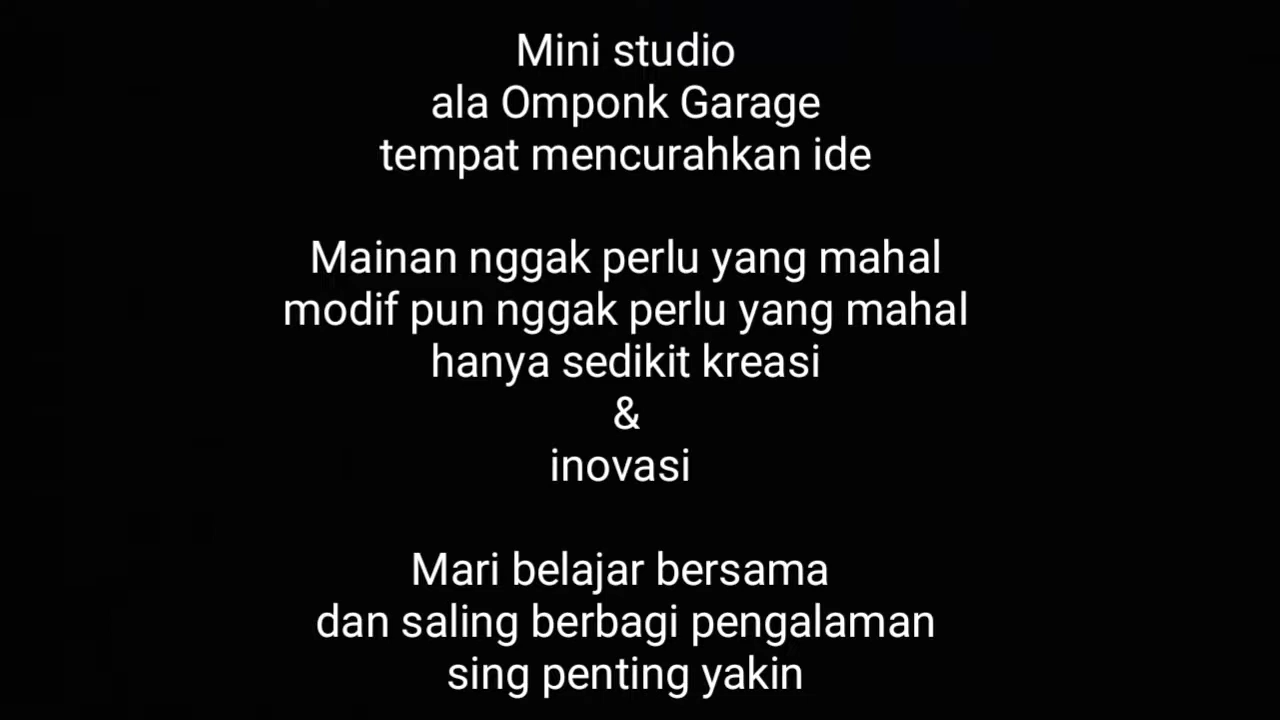 Mini studio
ala Omponk Garage
tempat mencurahkan ide
Mainan nggak perlu yang mahal
modif pun nggak perlu yang mahal
hanya sedikit kreasi
&
inovasi
Mari belajar bersama
dan saling berbagi pengalaman
sing penting yakin